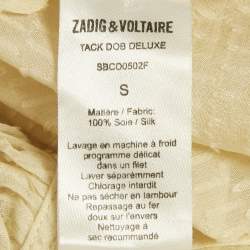 ZADIG&VOLTAIRE
TACK DOB DELUXE
SBCD0502F
S
Matière / Fabric:
100% Soie / Silk
Lavage en machine à froid
programme délicat
dans un filet
Laver séparément
Chlorage interdit
Ne pas sécher en tambour
Repassage au fer
doux sur l'envers
Nettoyage à
sec recommandé